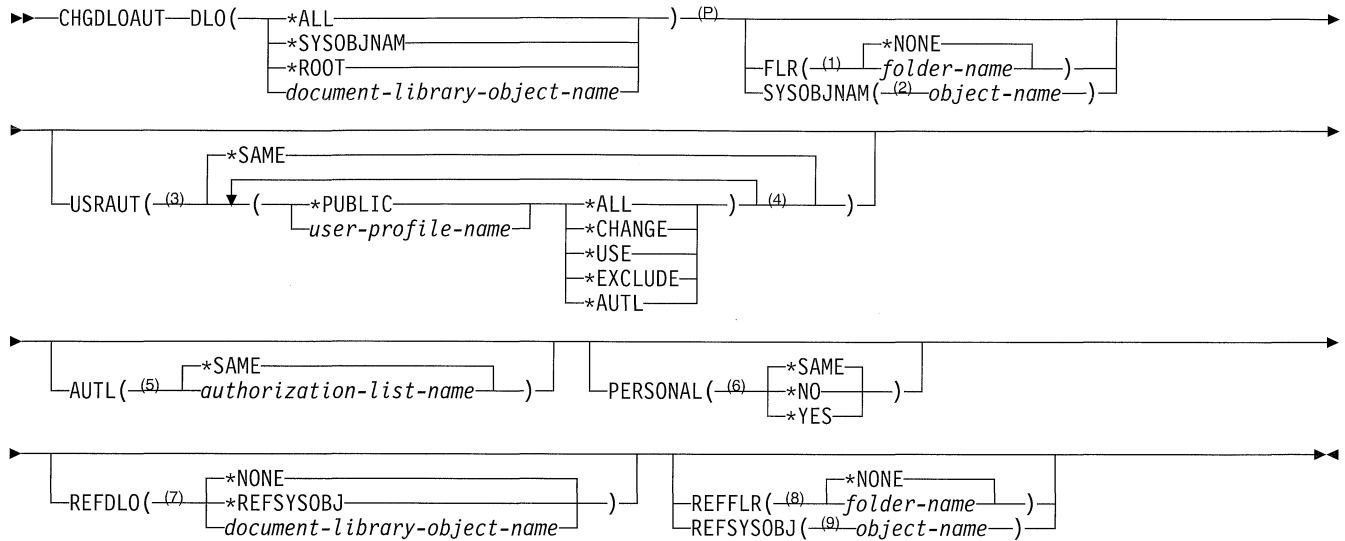 CHGDLOAUT DLO( *ALL ) (P) *NONE
*SYSOBJNAM
*ROOT FLR( (1) folder-name )
document-library-object-name SYSOBJNAM( (2) object-name )
*SAME
USRAUT( (3) ( *PUBLIC *ALL ) (4) )
user-profile-name *CHANGE
*USE
*EXCLUDE
*AUTL
*SAME *SAME
AUTL( (5) authorization-list-name ) PERSONAL( (6) *NO )
*YES
*NONE *NONE
REFDLO( (7) *REFSYSOBJ ) REFFLR( (8) folder-name )
document-library-object-name REFSYSOBJ( (9) object-name )